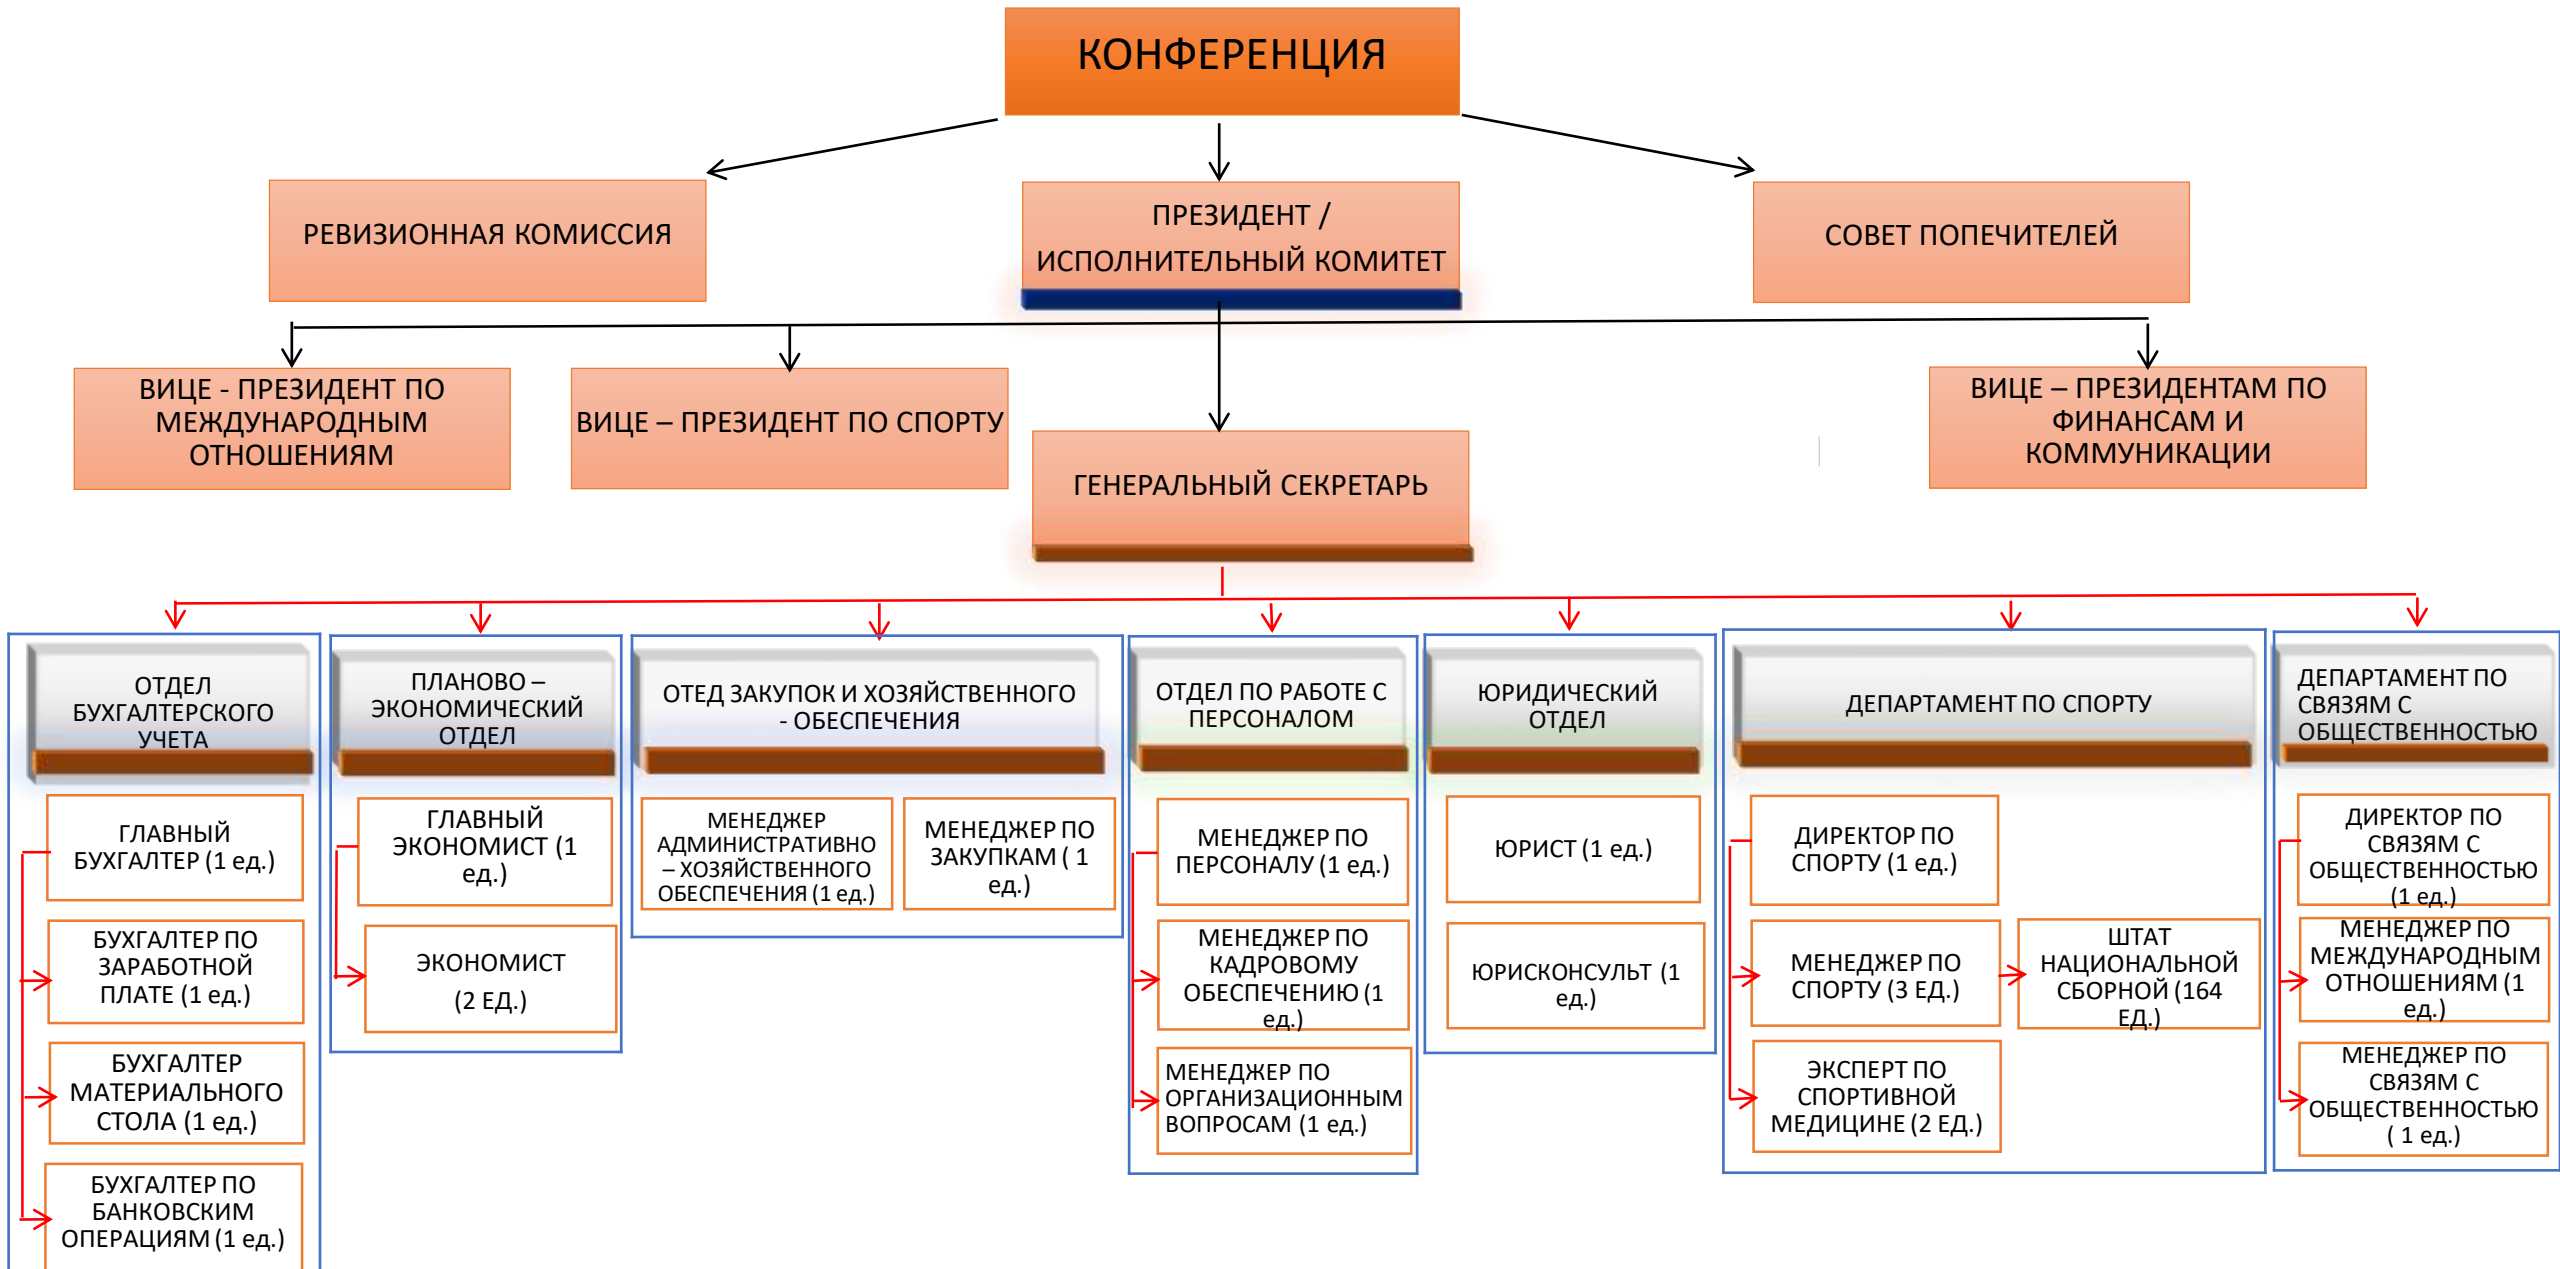 КОНФЕРЕНЦИЯ
РЕВИЗИОННАЯ КОМИССИЯ
ПРЕЗИДЕНТ /
ИСПОЛНИТЕЛЬНЫЙ КОМИТЕТ
СОВЕТ ПОПЕЧИТЕЛЕЙ
ВИЦЕ - ПРЕЗИДЕНТ ПО
МЕЖДУНАРОДНЫМ
ОТНОШЕНИЯМ
ВИЦЕ – ПРЕЗИДЕНТ ПО СПОРТУ
ГЕНЕРАЛЬНЫЙ СЕКРЕТАРЬ
ВИЦЕ – ПРЕЗИДЕНТАМ ПО
ФИНАНСАМ И
КОММУНИКАЦИИ
ОТДЕЛ
БУХГАЛТЕРСКОГО
УЧЕТА
ГЛАВНЫЙ
БУХГАЛТЕР (1 ед.)
БУХГАЛТЕР ПО
ЗАРАБОТНОЙ
ПЛАТЕ (1 ед.)
БУХГАЛТЕР
МАТЕРИАЛЬНОГО
СТОЛА (1 ед.)
БУХГАЛТЕР ПО
БАНКОВСКИМ
ОПЕРАЦИЯМ (1 ед.)
ПЛАНОВО –
ЭКОНОМИЧЕСКИЙ
ОТДЕЛ
ГЛАВНЫЙ
ЭКОНОМИСТ (1
ед.)
ЭКОНОМИСТ
(2 ЕД.)
ОТЕД ЗАКУПОК И ХОЗЯЙСТВЕННОГО
- ОБЕСПЕЧЕНИЯ
МЕНЕДЖЕР
АДМИНИСТРАТИВНО
– ХОЗЯЙСТВЕННОГО
ОБЕСПЕЧЕНИЯ (1 ед.)
МЕНЕДЖЕР ПО
ЗАКУПКАМ ( 1
ед.)
ОТДЕЛ ПО РАБОТЕ С
ПЕРСОНАЛОМ
МЕНЕДЖЕР ПО
ПЕРСОНАЛУ (1 ед.)
МЕНЕДЖЕР ПО
КАДРОВОМУ
ОБЕСПЕЧЕНИЮ (1
ед.)
МЕНЕДЖЕР ПО
ОРГАНИЗАЦИОННЫМ
ВОПРОСАМ (1 ед.)
ЮРИДИЧЕСКИЙ
ОТДЕЛ
ЮРИСТ (1 ед.)
ЮРИСКОНСУЛЬТ (1
ед.)
ДЕПАРТАМЕНТ ПО СПОРТУ
ДИРЕКТОР ПО
СПОРТУ (1 ед.)
МЕНЕДЖЕР ПО
СПОРТУ (3 ЕД.)
ШТАТ
НАЦИОНАЛЬНОЙ
СБОРНОЙ (164
ЕД.)
ЭКСПЕРТ ПО
СПОРТИВНОЙ
МЕДИЦИНЕ (2 ЕД.)
ДЕПАРТАМЕНТ ПО
СВЯЗЯМ С
ОБЩЕСТВЕННОСТЬЮ
ДИРЕКТОР ПО
СВЯЗЯМ С
ОБЩЕСТВЕННОСТЬЮ
(1 ед.)
МЕНЕДЖЕР ПО
МЕЖДУНАРОДНЫМ
ОТНОШЕНИЯМ (1
ед.)
МЕНЕДЖЕР ПО
СВЯЗЯМ С
ОБЩЕСТВЕННОСТЬЮ
( 1 ед.)